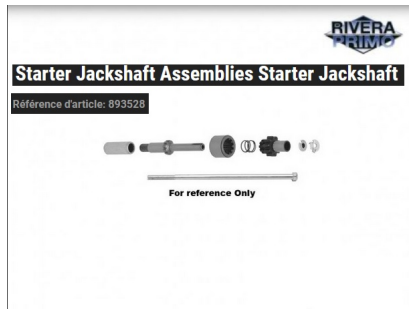 RIVERA
PRIMO
Starter Jackshaft Assemblies Starter Jackshaft
Référence d'article: 893528
For reference Only